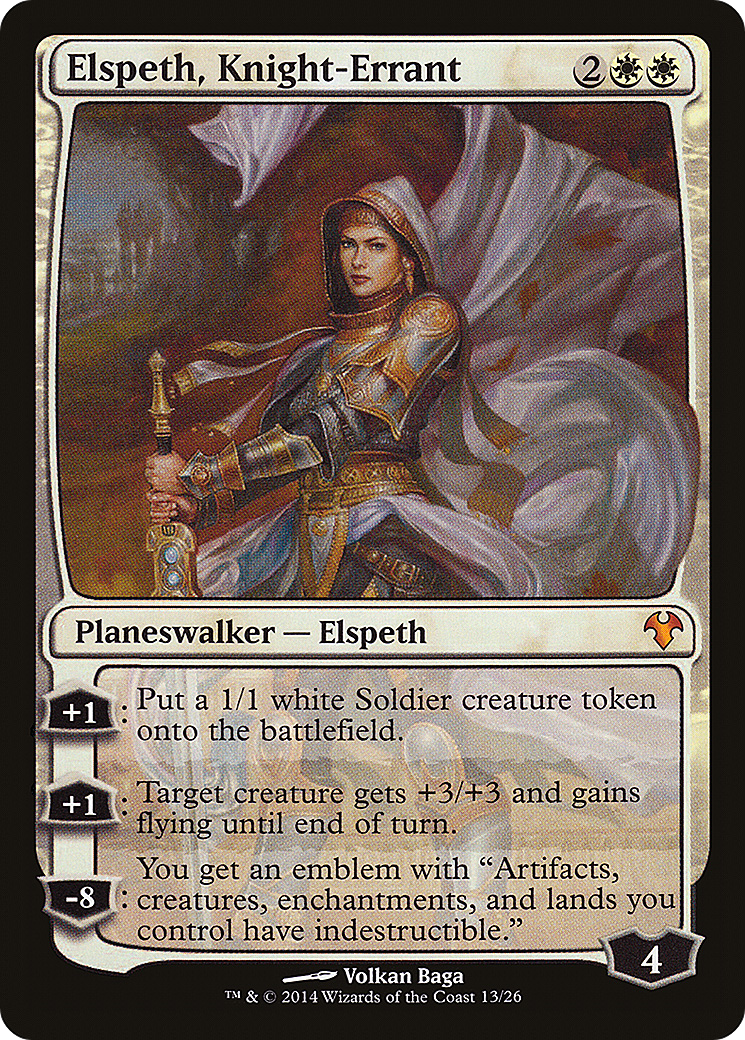 Elspeth, Knight-Errant 2
Planeswalker — Elspeth
+1 : Put a 1/1 white Soldier creature token
onto the battlefield.
+1 : Target creature gets +3/+3 and gains
flying until end of turn.
You get an emblem with “Artifacts,
-8 : creatures, enchantments, and lands you
control have indestructible.”
4
Volkan Baga
™ & © 2014 Wizards of the Coast 13/26